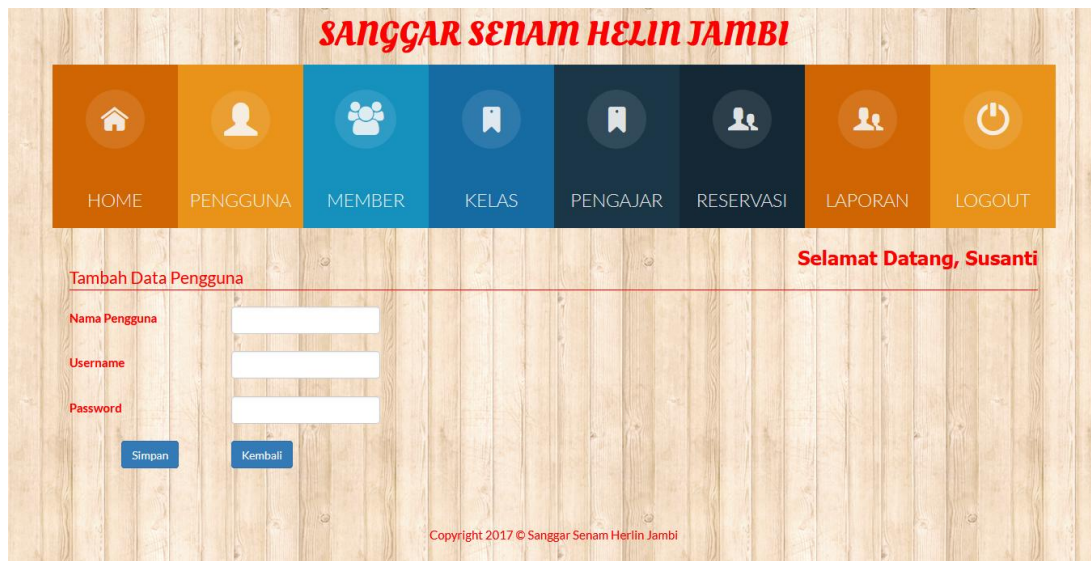 SANGGAR SENAM HELIN JAMBI
HOME PENGGUNA MEMBER KELAS PENGAJAR RESERVASI LAPORAN LOGOUT
Selamat Datang, Susanti
Tambah Data Pengguna
Nama Pengguna
Username
Password
Simpan Kembali
Copyright 2017 © Sanggar Senam Herlin Jambi